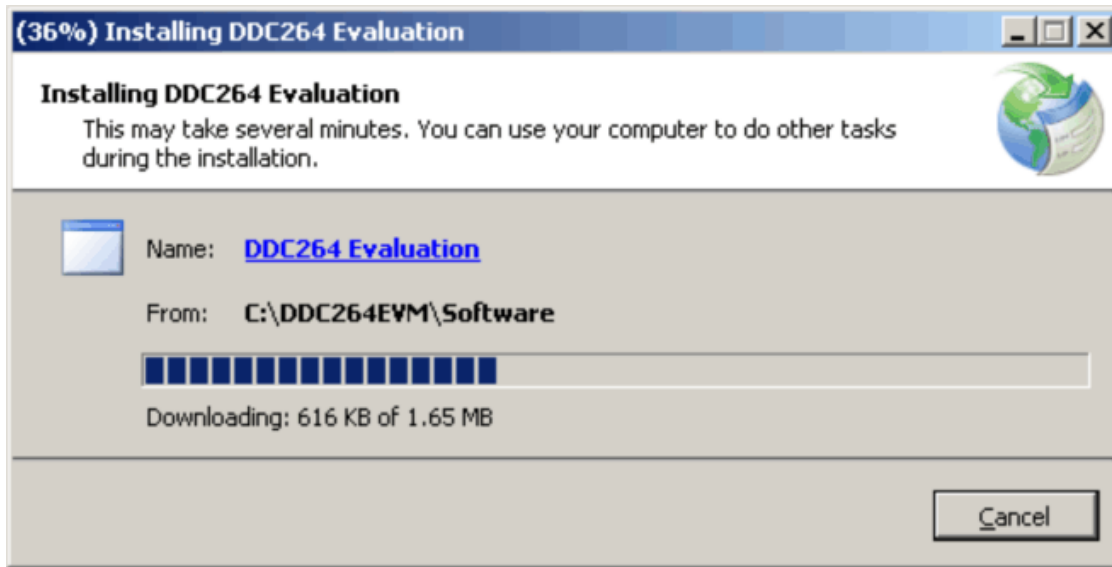 (36%) Installing DDC264 Evaluation
Installing DDC264 Evaluation
This may take several minutes. You can use your computer to do other tasks
during the installation.
Name: DDC264 Evaluation
From: C:\DDC264EVM\Software
Downloading: 616 KB of 1.65 MB
Cancel